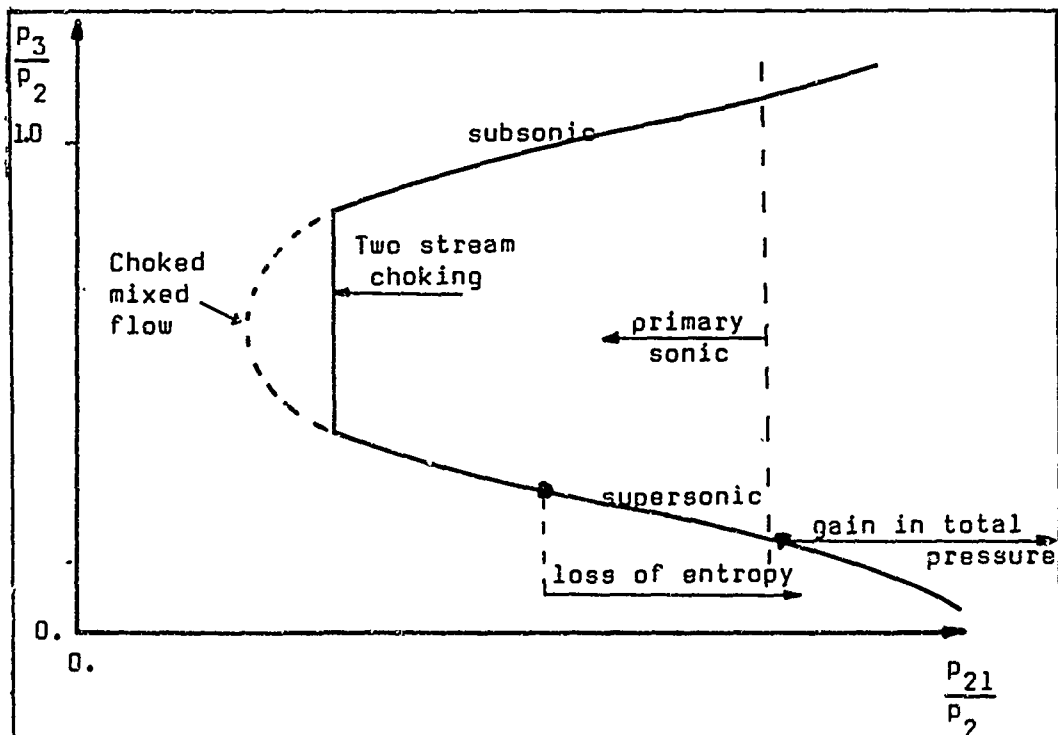 p3
p2
1.0
subsonic
Two stream
choking
Choked
mixed
flow
primary
sonic
supersonic
gain in total
pressure
loss of entropy
0.
0.
p21
p2